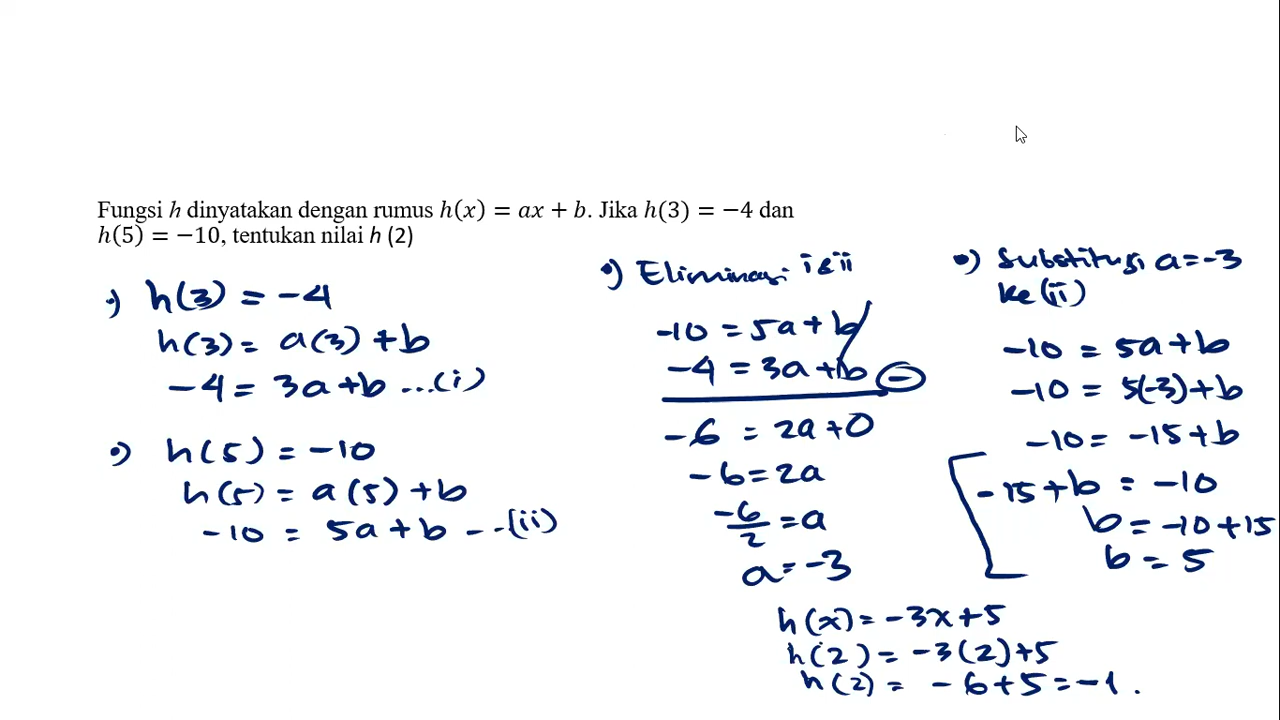 Fungsi h dinyatakan dengan rumus h(x) = ax + b. Jika h(3) = −4 dan
h(5) = −10, tentukan nilai h (2)
•) h(3) = -4
h(3) = a(3) + b
-4 = 3a + b ...(i)
•) h(5) = -10
h(5) = a(5) + b
-10 = 5a + b ...(ii)
•) Eliminasi i & ii
-10 = 5a + b
-4 = 3a + b -
-6 = 2a + 0
-6 = 2a
-6/2 = a
a = -3
•) Substitusi a = -3
ke (ii)
-10 = 5a + b
-10 = 5(-3) + b
-10 = -15 + b
-15 + b = -10
b = -10 + 15
b = 5
h(x) = -3x + 5
h(2) = -3(2) + 5
h(2) = -6 + 5 = -1.